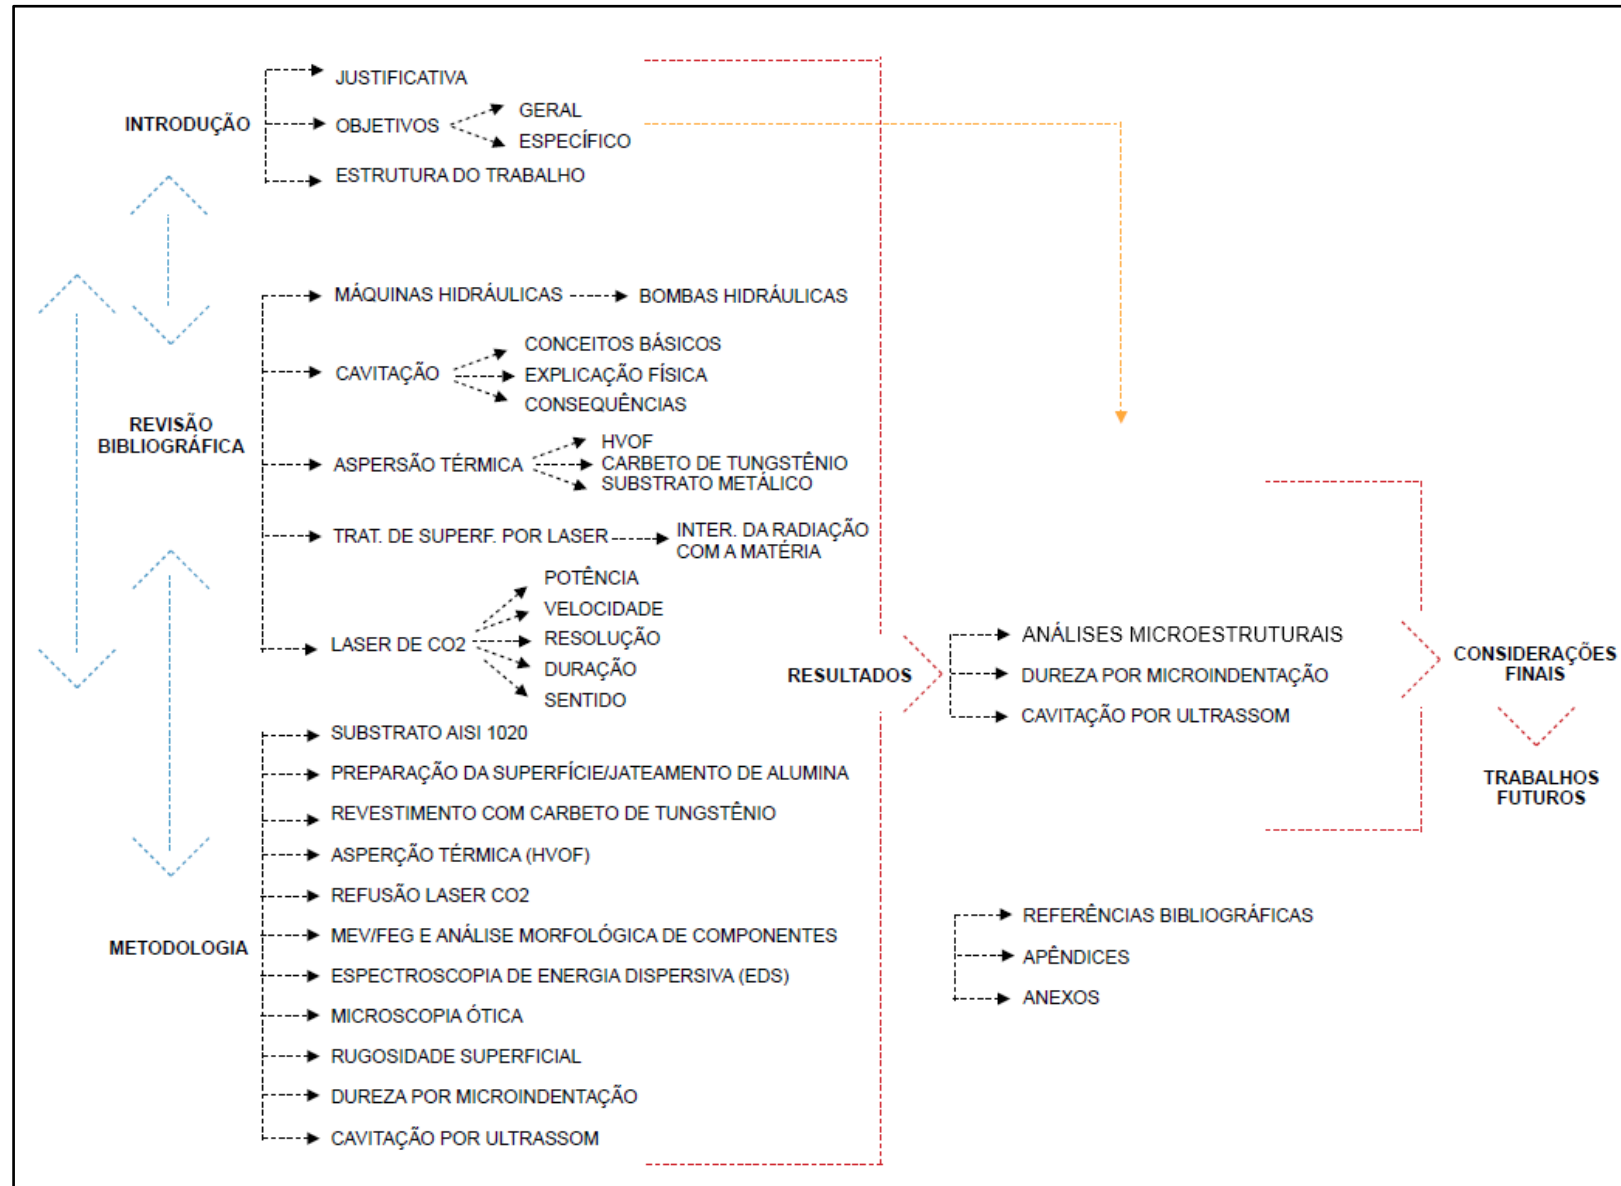 INTRODUÇÃO
JUSTIFICATIVA
OBJETIVOS
GERAL
ESPECÍFICO
ESTRUTURA DO TRABALHO
REVISÃO
BIBLIOGRÁFICA
MÁQUINAS HIDRÁULICAS
BOMBAS HIDRÁULICAS
CAVITAÇÃO
CONCEITOS BÁSICOS
EXPLICAÇÃO FÍSICA
CONSEQUÊNCIAS
ASPERSÃO TÉRMICA
HVOF
CARBETO DE TUNGSTÊNIO
SUBSTRATO METÁLICO
TRAT. DE SUPERF. POR LASER
INTER. DA RADIAÇÃO
COM A MATÉRIA
LASER DE CO2
POTÊNCIA
VELOCIDADE
RESOLUÇÃO
DURAÇÃO
SENTIDO
METODOLOGIA
SUBSTRATO AISI 1020
PREPARAÇÃO DA SUPERFÍCIE/JATEAMENTO DE ALUMINA
REVESTIMENTO COM CARBETO DE TUNGSTÊNIO
ASPERÇÃO TÉRMICA (HVOF)
REFUSÃO LASER CO2
MEV/FEG E ANÁLISE MORFOLÓGICA DE COMPONENTES
ESPECTROSCOPIA DE ENERGIA DISPERSIVA (EDS)
MICROSCOPIA ÓTICA
RUGOSIDADE SUPERFICIAL
DUREZA POR MICROINDENTAÇÃO
CAVITAÇÃO POR ULTRASSOM
RESULTADOS
ANÁLISES MICROESTRUTURAIS
DUREZA POR MICROINDENTAÇÃO
CAVITAÇÃO POR ULTRASSOM
CONSIDERAÇÕES
FINAIS
TRABALHOS
FUTUROS
REFERÊNCIAS BIBLIOGRÁFICAS
APÊNDICES
ANEXOS